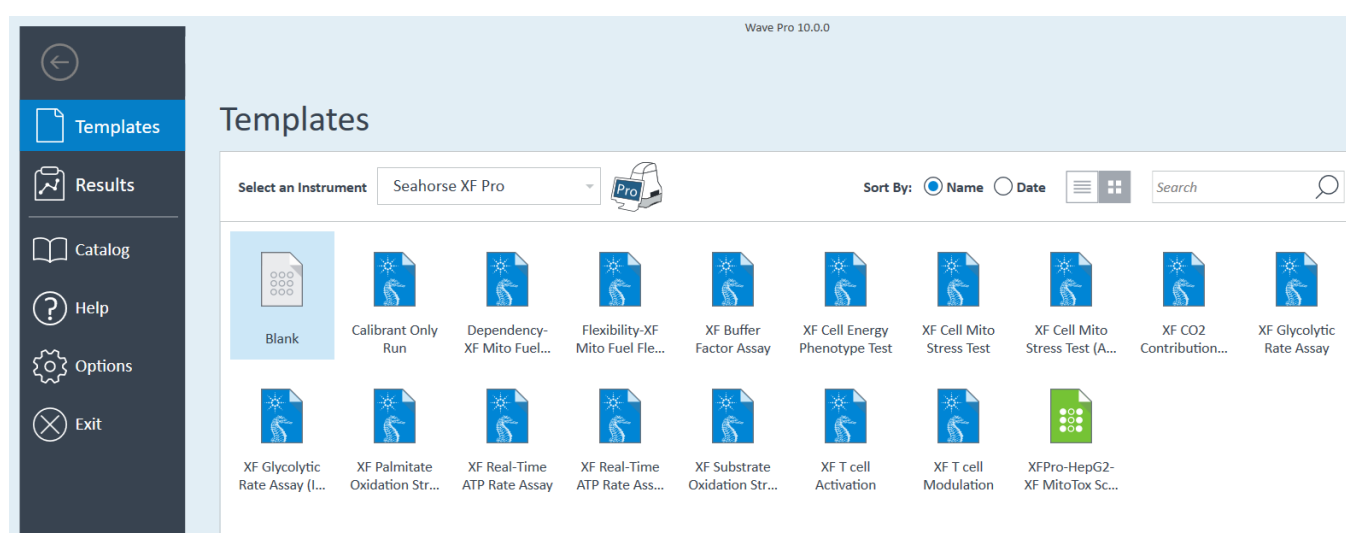 Wave Pro 10.0.0
Templates
Results
Catalog
Help
Options
Exit
Templates
Select an Instrument Seahorse XF Pro Pro Sort By: Name Date Search
Blank
Calibrant Only
Run
Dependency-
XF Mito Fuel...
Flexibility-XF
Mito Fuel Fle...
XF Buffer
Factor Assay
XF Cell Energy
Phenotype Test
XF Cell Mito
Stress Test
XF Cell Mito
Stress Test (A...
XF CO2
Contribution...
XF Glycolytic
Rate Assay
XF Glycolytic
Rate Assay (I...
XF Palmitate
Oxidation Str...
XF Real-Time
ATP Rate Assay
XF Real-Time
ATP Rate Ass...
XF Substrate
Oxidation Str...
XF T cell
Activation
XF T cell
Modulation
XFPro-HepG2-
XF MitoTox Sc...